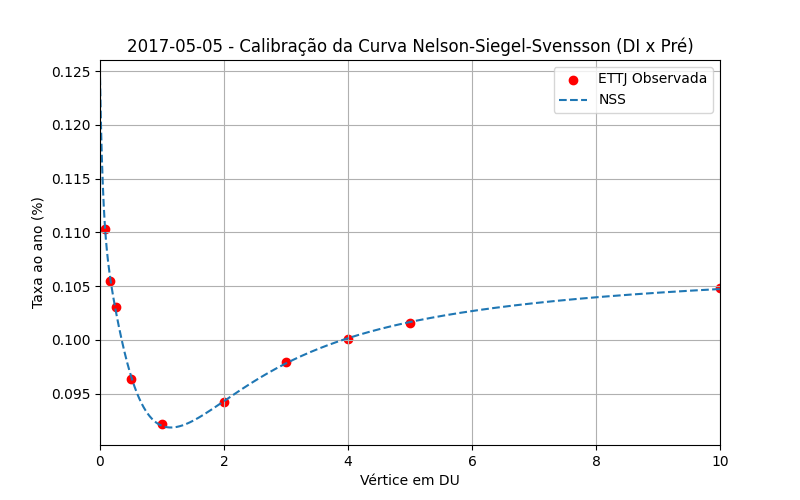 2017-05-05 - Calibração da Curva Nelson-Siegel-Svensson (DI x Pré)
ETTJ Observada
NSS
Taxa ao ano (%)
0.125
0.120
0.115
0.110
0.105
0.100
0.095
0 2 4 6 8 10
Vértice em DU